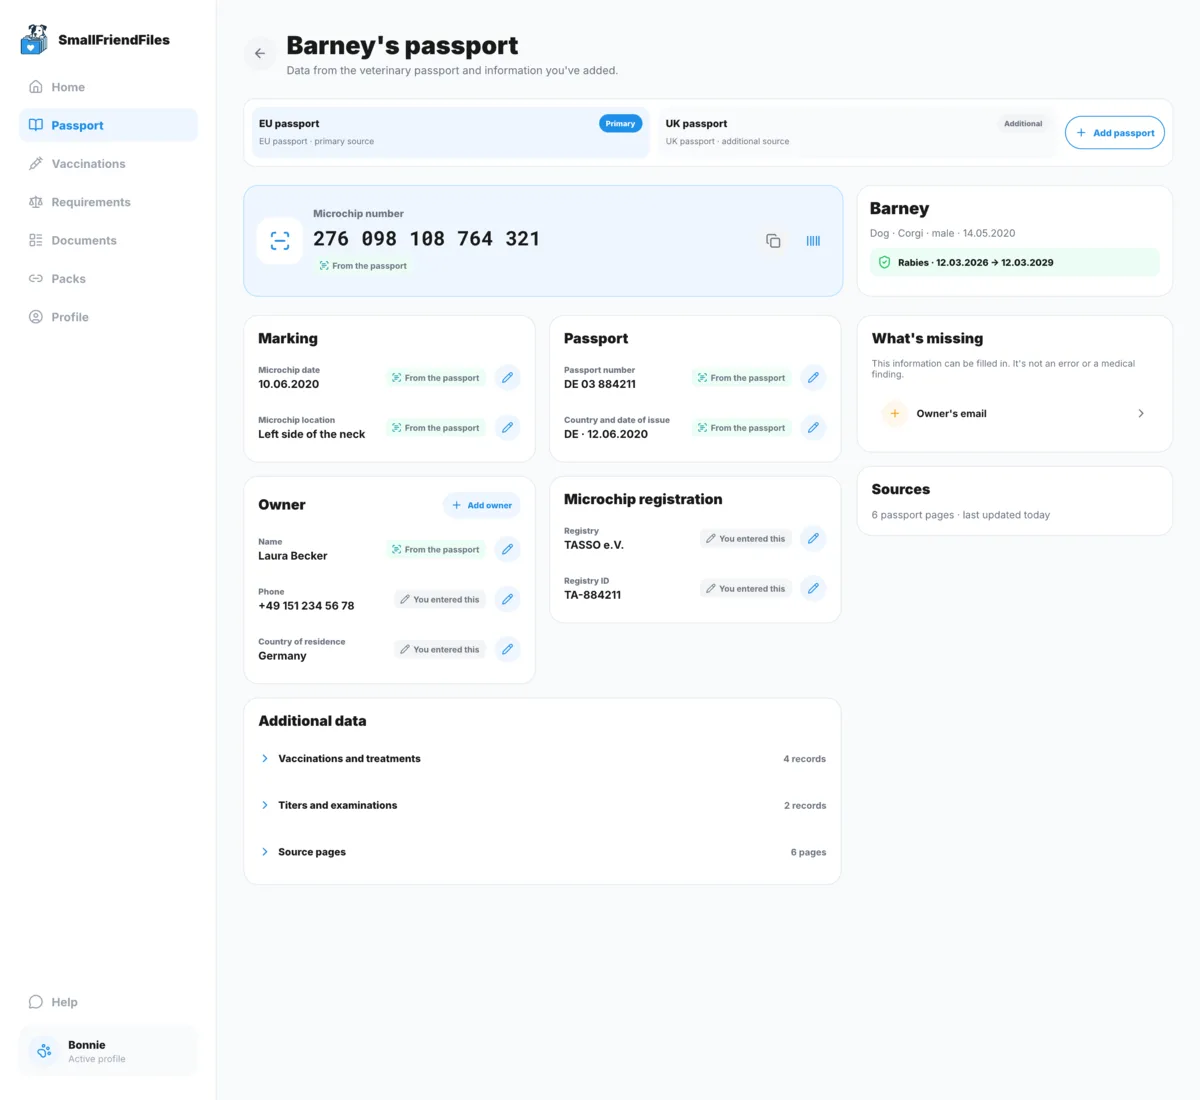 SmallFriendFiles
Home
Passport
Vaccinations
Requirements
Documents
Packs
Profile
Help
Bonnie
Active profile
Barney's passport
Data from the veterinary passport and information you've added.
EU passport
Primary
EU passport · primary source
UK passport
Additional
UK passport · additional source
Add passport
Microchip number
276 098 108 764 321
From the passport
Barney
Dog · Corgi · male · 14.05.2020
Rabies · 12.03.2026 → 12.03.2029
Marking
Microchip date
10.06.2020
From the passport
Microchip location
Left side of the neck
From the passport
Passport
Passport number
DE 03 884211
From the passport
Country and date of issue
DE · 12.06.2020
From the passport
What's missing
This information can be filled in. It's not an error or a medical
finding.
Owner's email
Sources
6 passport pages · last updated today
Owner
Add owner
Name
Laura Becker
From the passport
Phone
+49 151 234 56 78
You entered this
Country of residence
Germany
You entered this
Microchip registration
Registry
TASSO e.V.
You entered this
Registry ID
TA-884211
You entered this
Additional data
Vaccinations and treatments
4 records
Titers and examinations
2 records
Source pages
6 pages